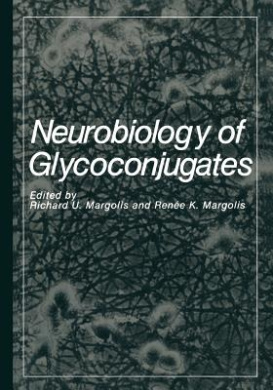 Neurobiology of
Glycoconjugates
Edited by
Richard U. Margolis and Renée K. Margolis